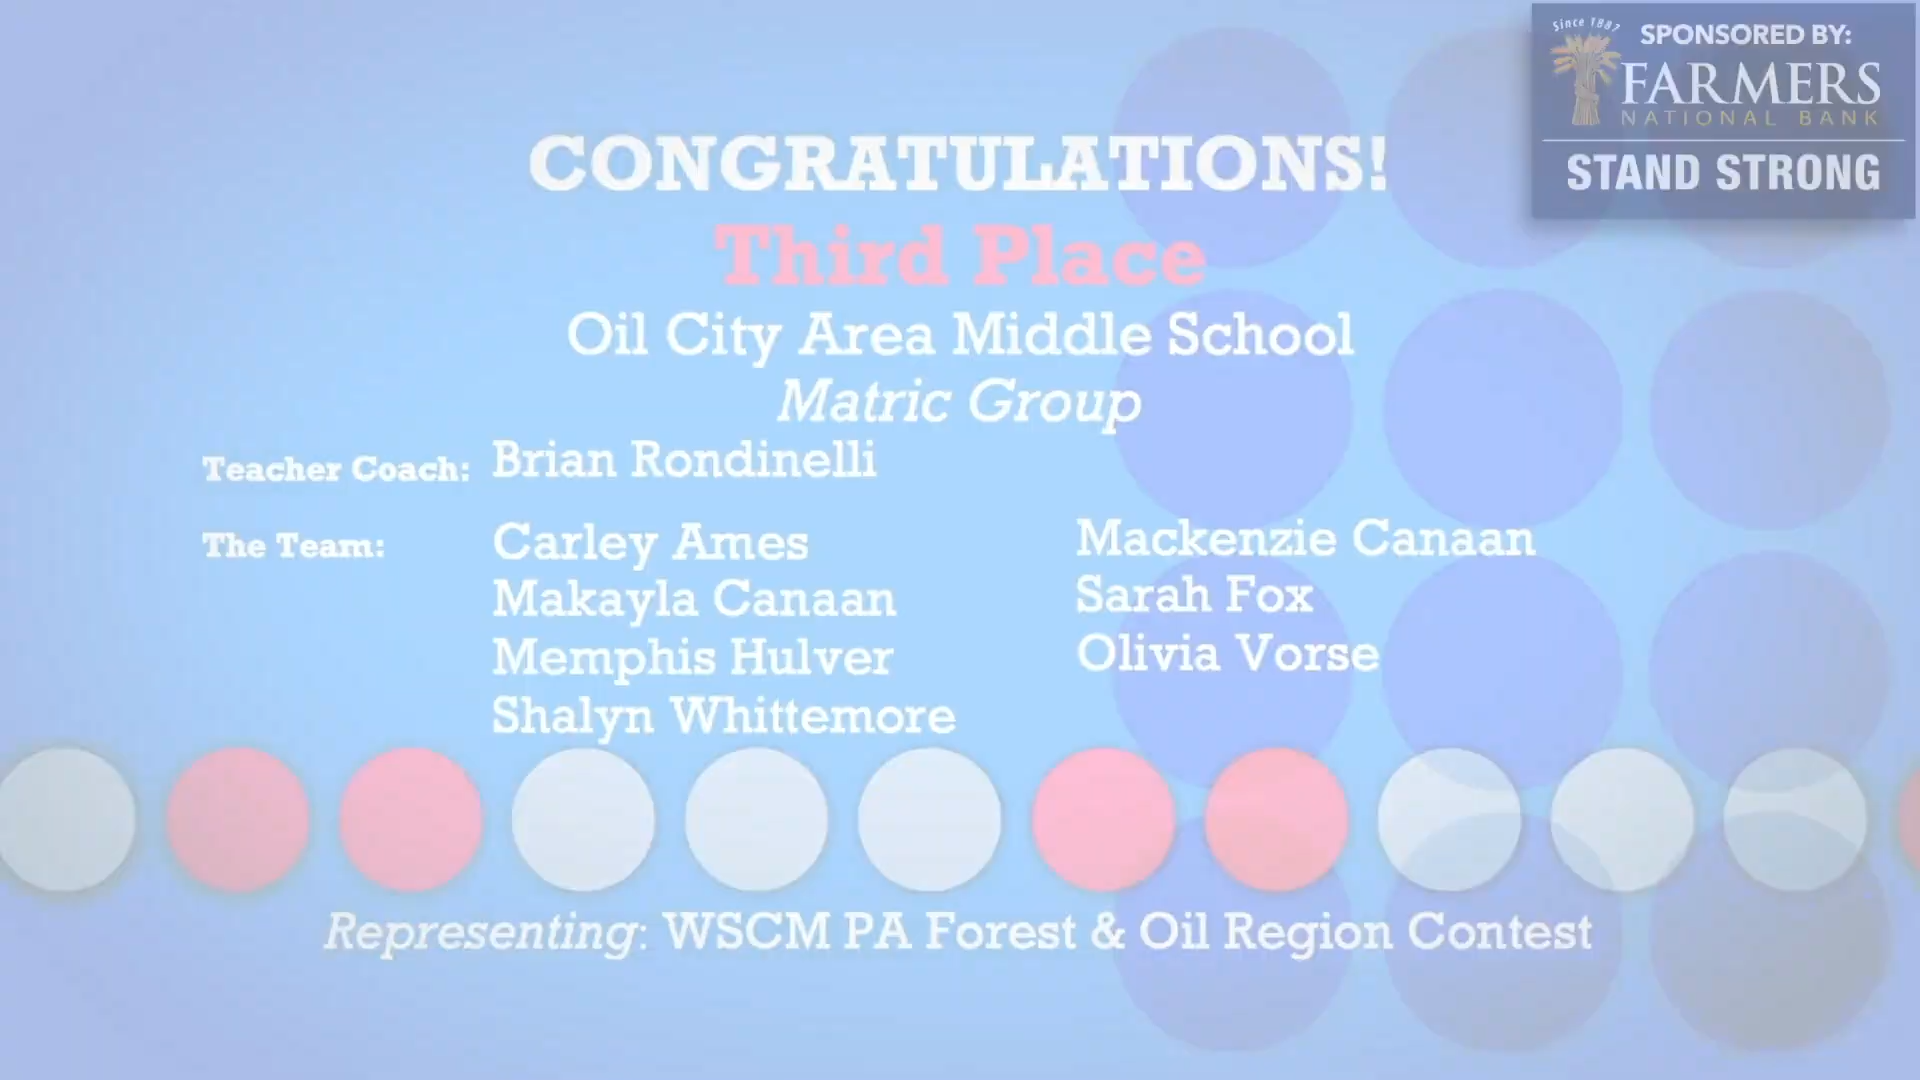 Since 1887
SPONSORED BY:
FARMERS
NATIONAL BANK
STAND STRONG
CONGRATULATIONS!
Third Place
Oil City Area Middle School
Matric Group
Teacher Coach: Brian Rondinelli
The Team:
Carley Ames
Makayla Canaan
Memphis Hulver
Shalyn Whittemore
Mackenzie Canaan
Sarah Fox
Olivia Vorse
Representing: WSCM PA Forest & Oil Region Contest